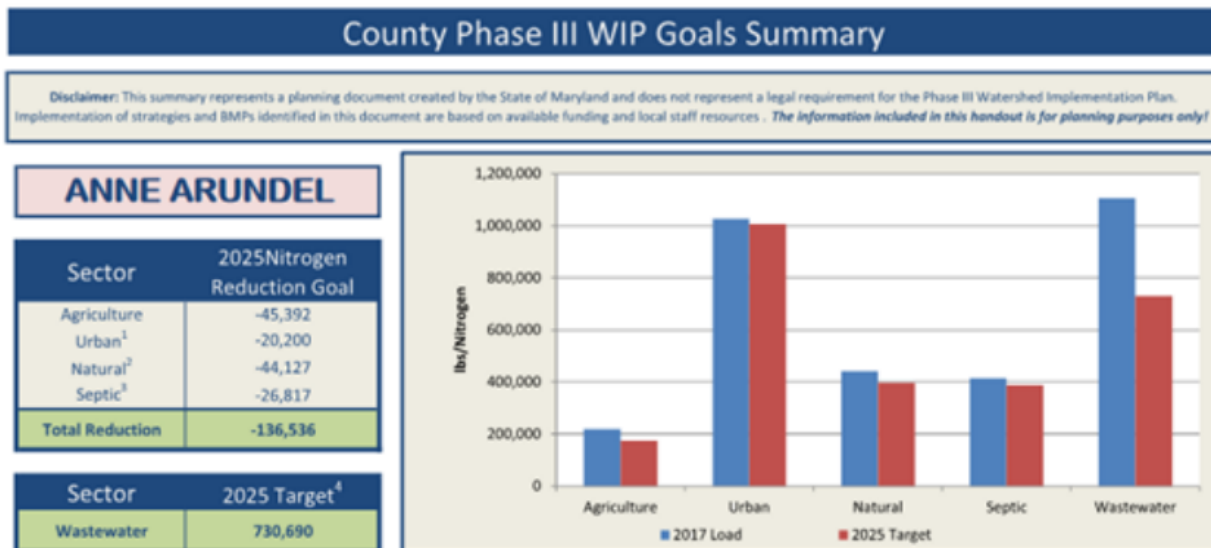 County Phase III WIP Goals Summary
Disclaimer: This summary represents a planning document created by the State of Maryland and does not represent a legal requirement for the Phase III Watershed Implementation Plan.
Implementation of strategies and BMPs identified in this document are based on available funding and local staff resources . The information included in this handout is for planning purposes only!
ANNE ARUNDEL
Sector 2025Nitrogen
Reduction Goal
Agriculture -45,392
Urban¹ -20,200
Natural² -44,127
Septic³ -26,817
Total Reduction -136,536
Sector 2025 Target⁴
Wastewater 730,690
lbs/Nitrogen
1,200,000
1,000,000
800,000
600,000
400,000
200,000
0
Agriculture Urban Natural Septic Wastewater
2017 Load 2025 Target